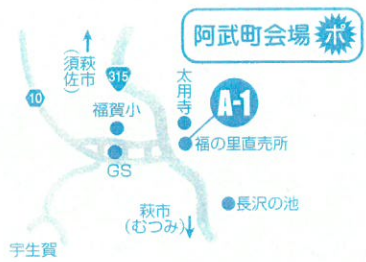 阿武町会場 ポ
萩市
(須佐)
315
10
太用寺
A-1
福賀小
福の里直売所
GS
長沢の池
萩市
(むつみ)
宇生賀